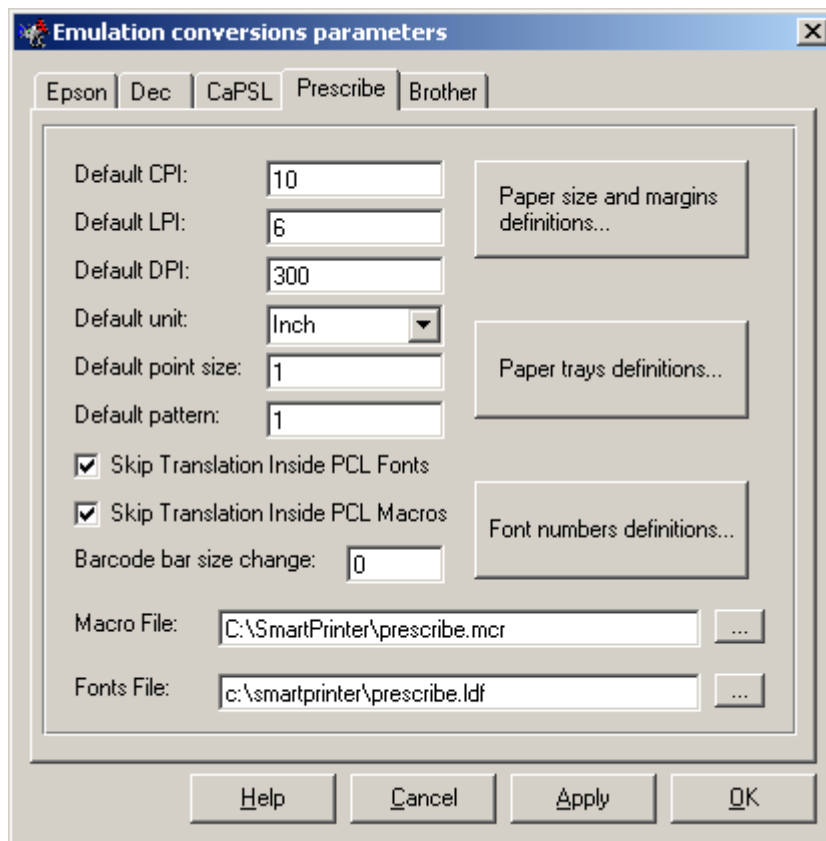 Emulation conversions parameters
Epson Dec CaPSL Prescribe Brother
Default CPI: 10
Paper size and margins
definitions...
Default LPI: 6
Default DPI: 300
Default unit: Inch
Default point size: 1
Paper trays definitions...
Default pattern: 1
Skip Translation Inside PCL Fonts
Skip Translation Inside PCL Macros
Font numbers definitions...
Barcode bar size change: 0
Macro File: C:\SmartPrinter\prescribe.mcr ...
Fonts File: c:\smartprinter\prescribe.ldf ...
Help Cancel Apply OK